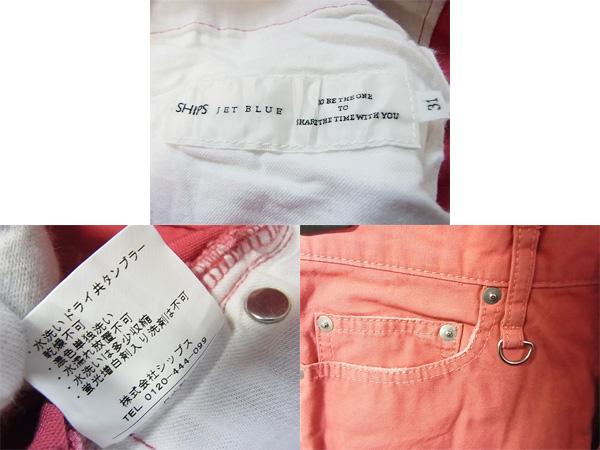 SHIPS JET BLUE
TO BE THE ONE
TO
SHARE THE TIME WITH YOU
31
水洗いドライ共タンブラー
乾燥不可
・著色単独洗い
・水濡れ放置不可
・水洗いは多少収縮
・蛍光増白剤入り洗剤は不可
株式会社シップス
TEL 0120-444-099